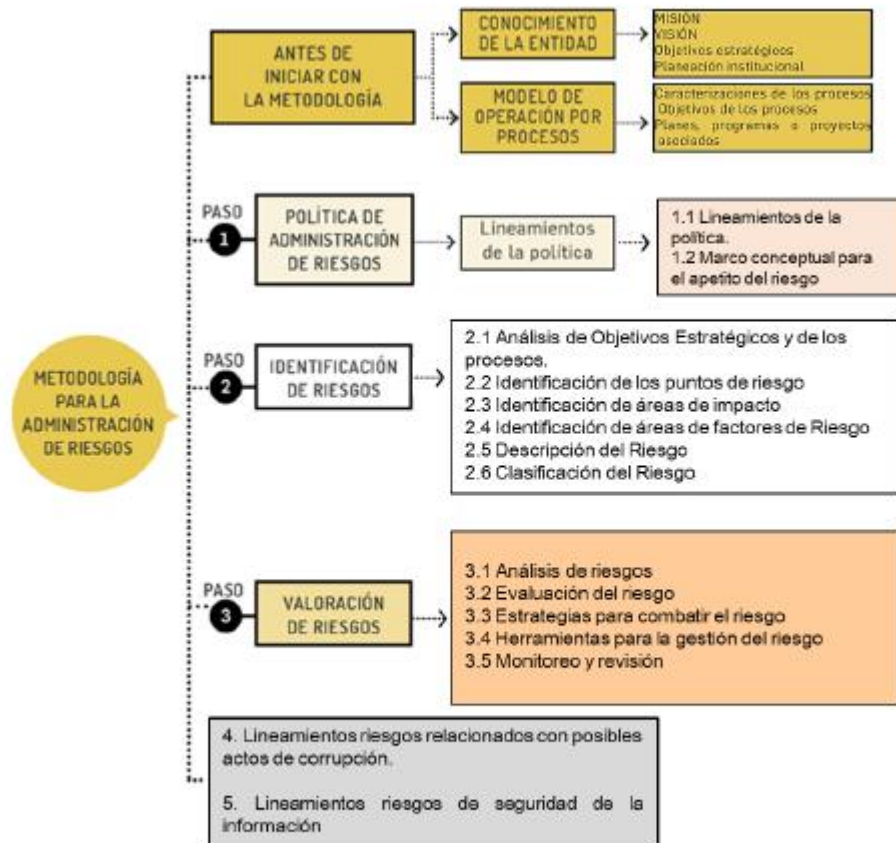 ANTES DE
INICIAR CON
LA METODOLOGÍA
CONOCIMIENTO
DE LA ENTIDAD
MISIÓN
VISIÓN
Objetivos estratégicos
Planeación institucional
MODELO DE
OPERACIÓN POR
PROCESOS
Caracterizaciones de los procesos
Objetivos de los procesos
Planes, programas o proyectos
asociados
METODOLOGÍA
PARA LA
ADMINISTRACIÓN
DE RIESGOS
PASO
1
POLÍTICA DE
ADMINISTRACIÓN
DE RIESGOS
Lineamientos
de la política
1.1 Lineamientos de la
política.
1.2 Marco conceptual para
el apetito del riesgo
PASO
2
IDENTIFICACIÓN
DE RIESGOS
2.1 Análisis de Objetivos Estratégicos y de los
procesos.
2.2 Identificación de los puntos de riesgo
2.3 Identificación de áreas de impacto
2.4 Identificación de áreas de factores de Riesgo
2.5 Descripción del Riesgo
2.6 Clasificación del Riesgo
PASO
3
VALORACIÓN
DE RIESGOS
3.1 Análisis de riesgos
3.2 Evaluación del riesgo
3.3 Estrategias para combatir el riesgo
3.4 Herramientas para la gestión del riesgo
3.5 Monitoreo y revisión
4. Lineamientos riesgos relacionados con posibles
actos de corrupción.
5. Lineamientos riesgos de seguridad de la
información